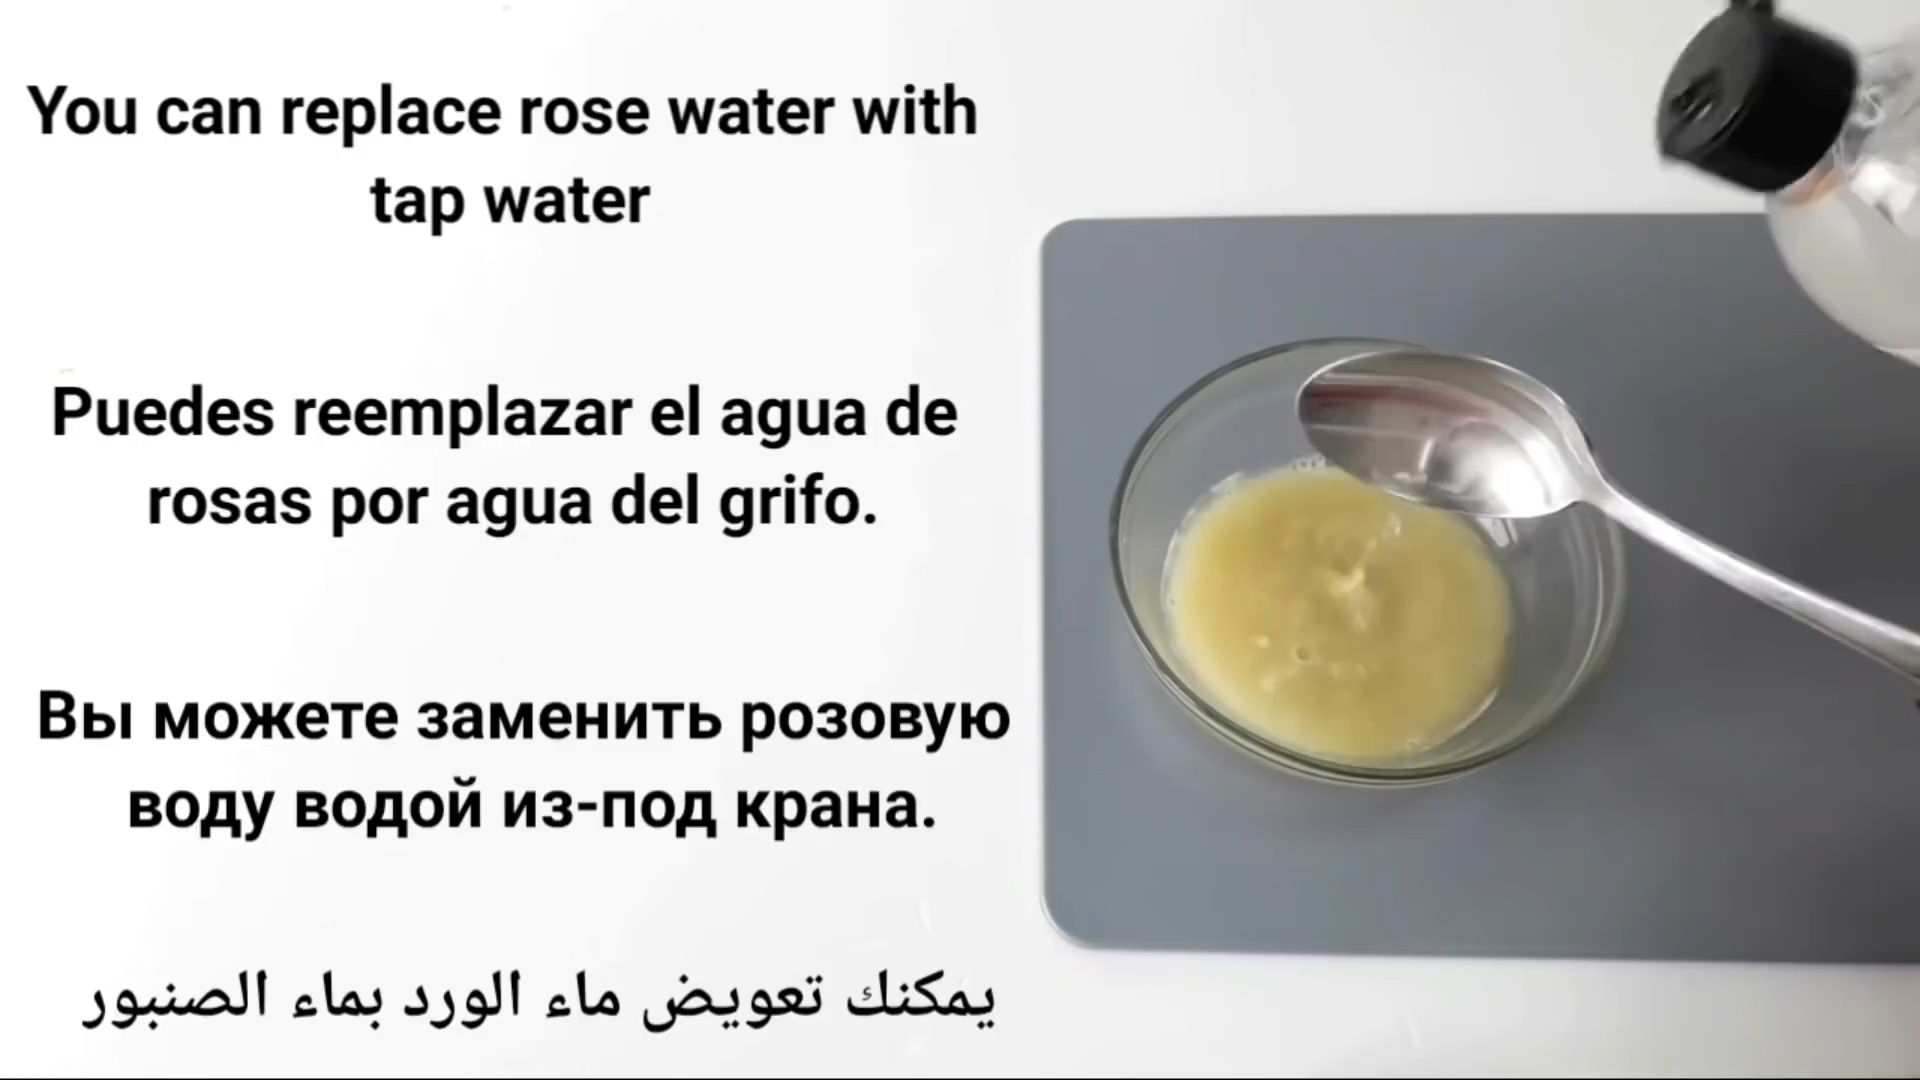 You can replace rose water with
tap water
Puedes reemplazar el agua de
rosas por agua del grifo.
Вы можете заменить розовую
воду водой из-под крана.
يمكنك تعويض ماء الورد بماء الصنبور